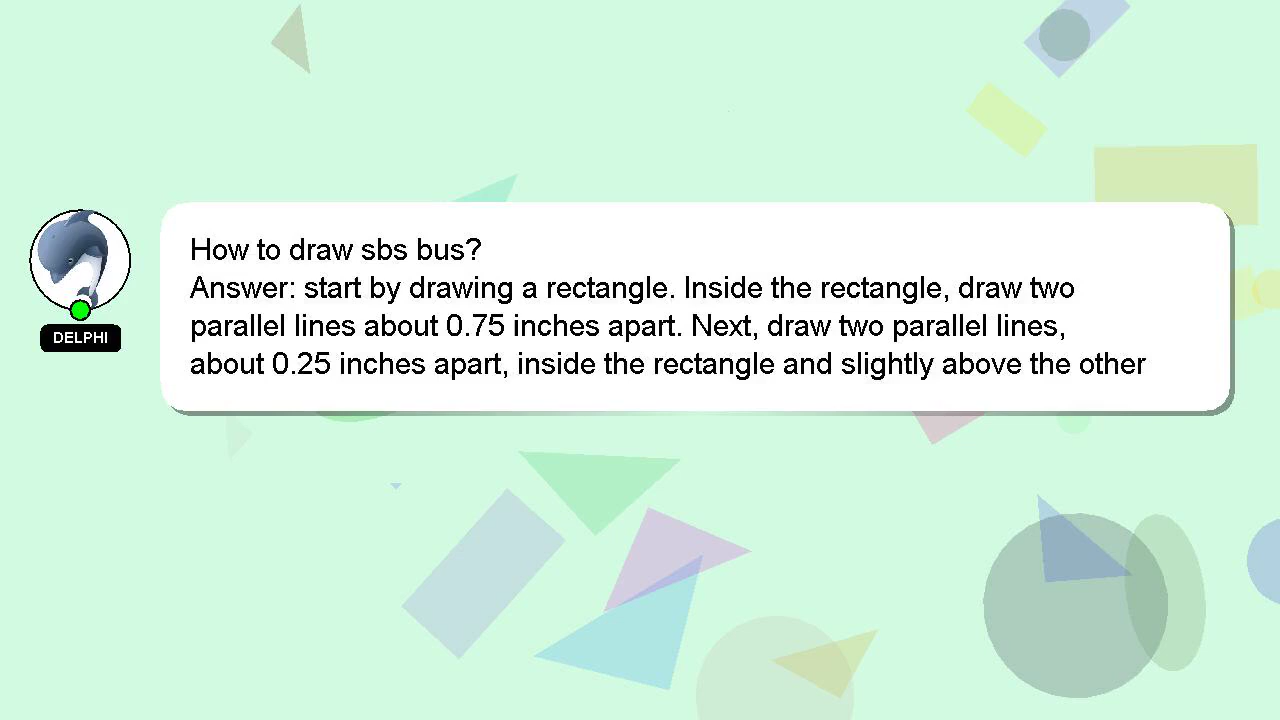 How to draw sbs bus?
Answer: start by drawing a rectangle. Inside the rectangle, draw two
parallel lines about 0.75 inches apart. Next, draw two parallel lines,
about 0.25 inches apart, inside the rectangle and slightly above the other
DELPHI